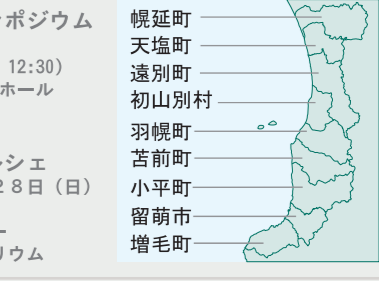 ポジウム
12:30)
ホール
シェ
28日（日）
リウム
幌延町
天塩町
遠別町
初山別村
羽幌町
苫前町
小平町
留萌市
増毛町